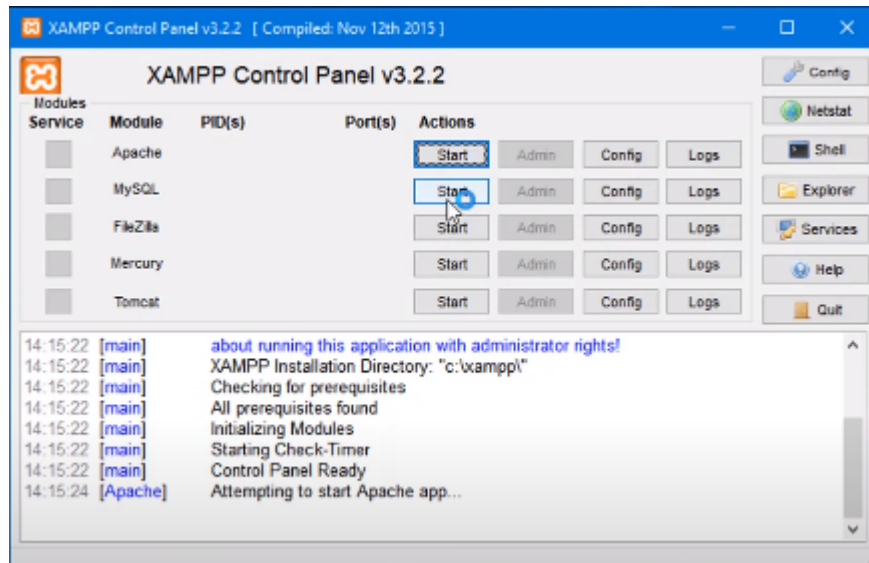 XAMPP Control Panel v3.2.2 [ Compiled: Nov 12th 2015 ]
XAMPP Control Panel v3.2.2
Config
Netstat
Shell
Explorer
Services
Help
Quit
Modules
Service Module PID(s) Port(s) Actions
Apache Start Admin Config Logs
MySQL Start Admin Config Logs
FileZilla Start Admin Config Logs
Mercury Start Admin Config Logs
Tomcat Start Admin Config Logs
14:15:22 [main] about running this application with administrator rights!
14:15:22 [main] XAMPP Installation Directory: "c:\xampp\"
14:15:22 [main] Checking for prerequisites
14:15:22 [main] All prerequisites found
14:15:22 [main] Initializing Modules
14:15:22 [main] Starting Check-Timer
14:15:22 [main] Control Panel Ready
14:15:24 [Apache] Attempting to start Apache app...